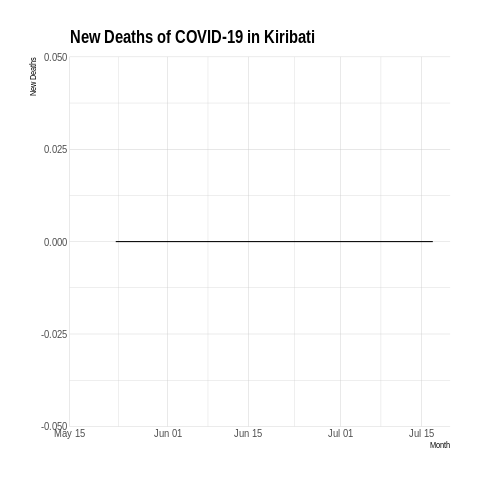 New Deaths of COVID-19 in Kiribati
New Deaths
0.050
0.025
0.000
-0.025
-0.050
May 15 Jun 01 Jun 15 Jul 01 Jul 15
Month